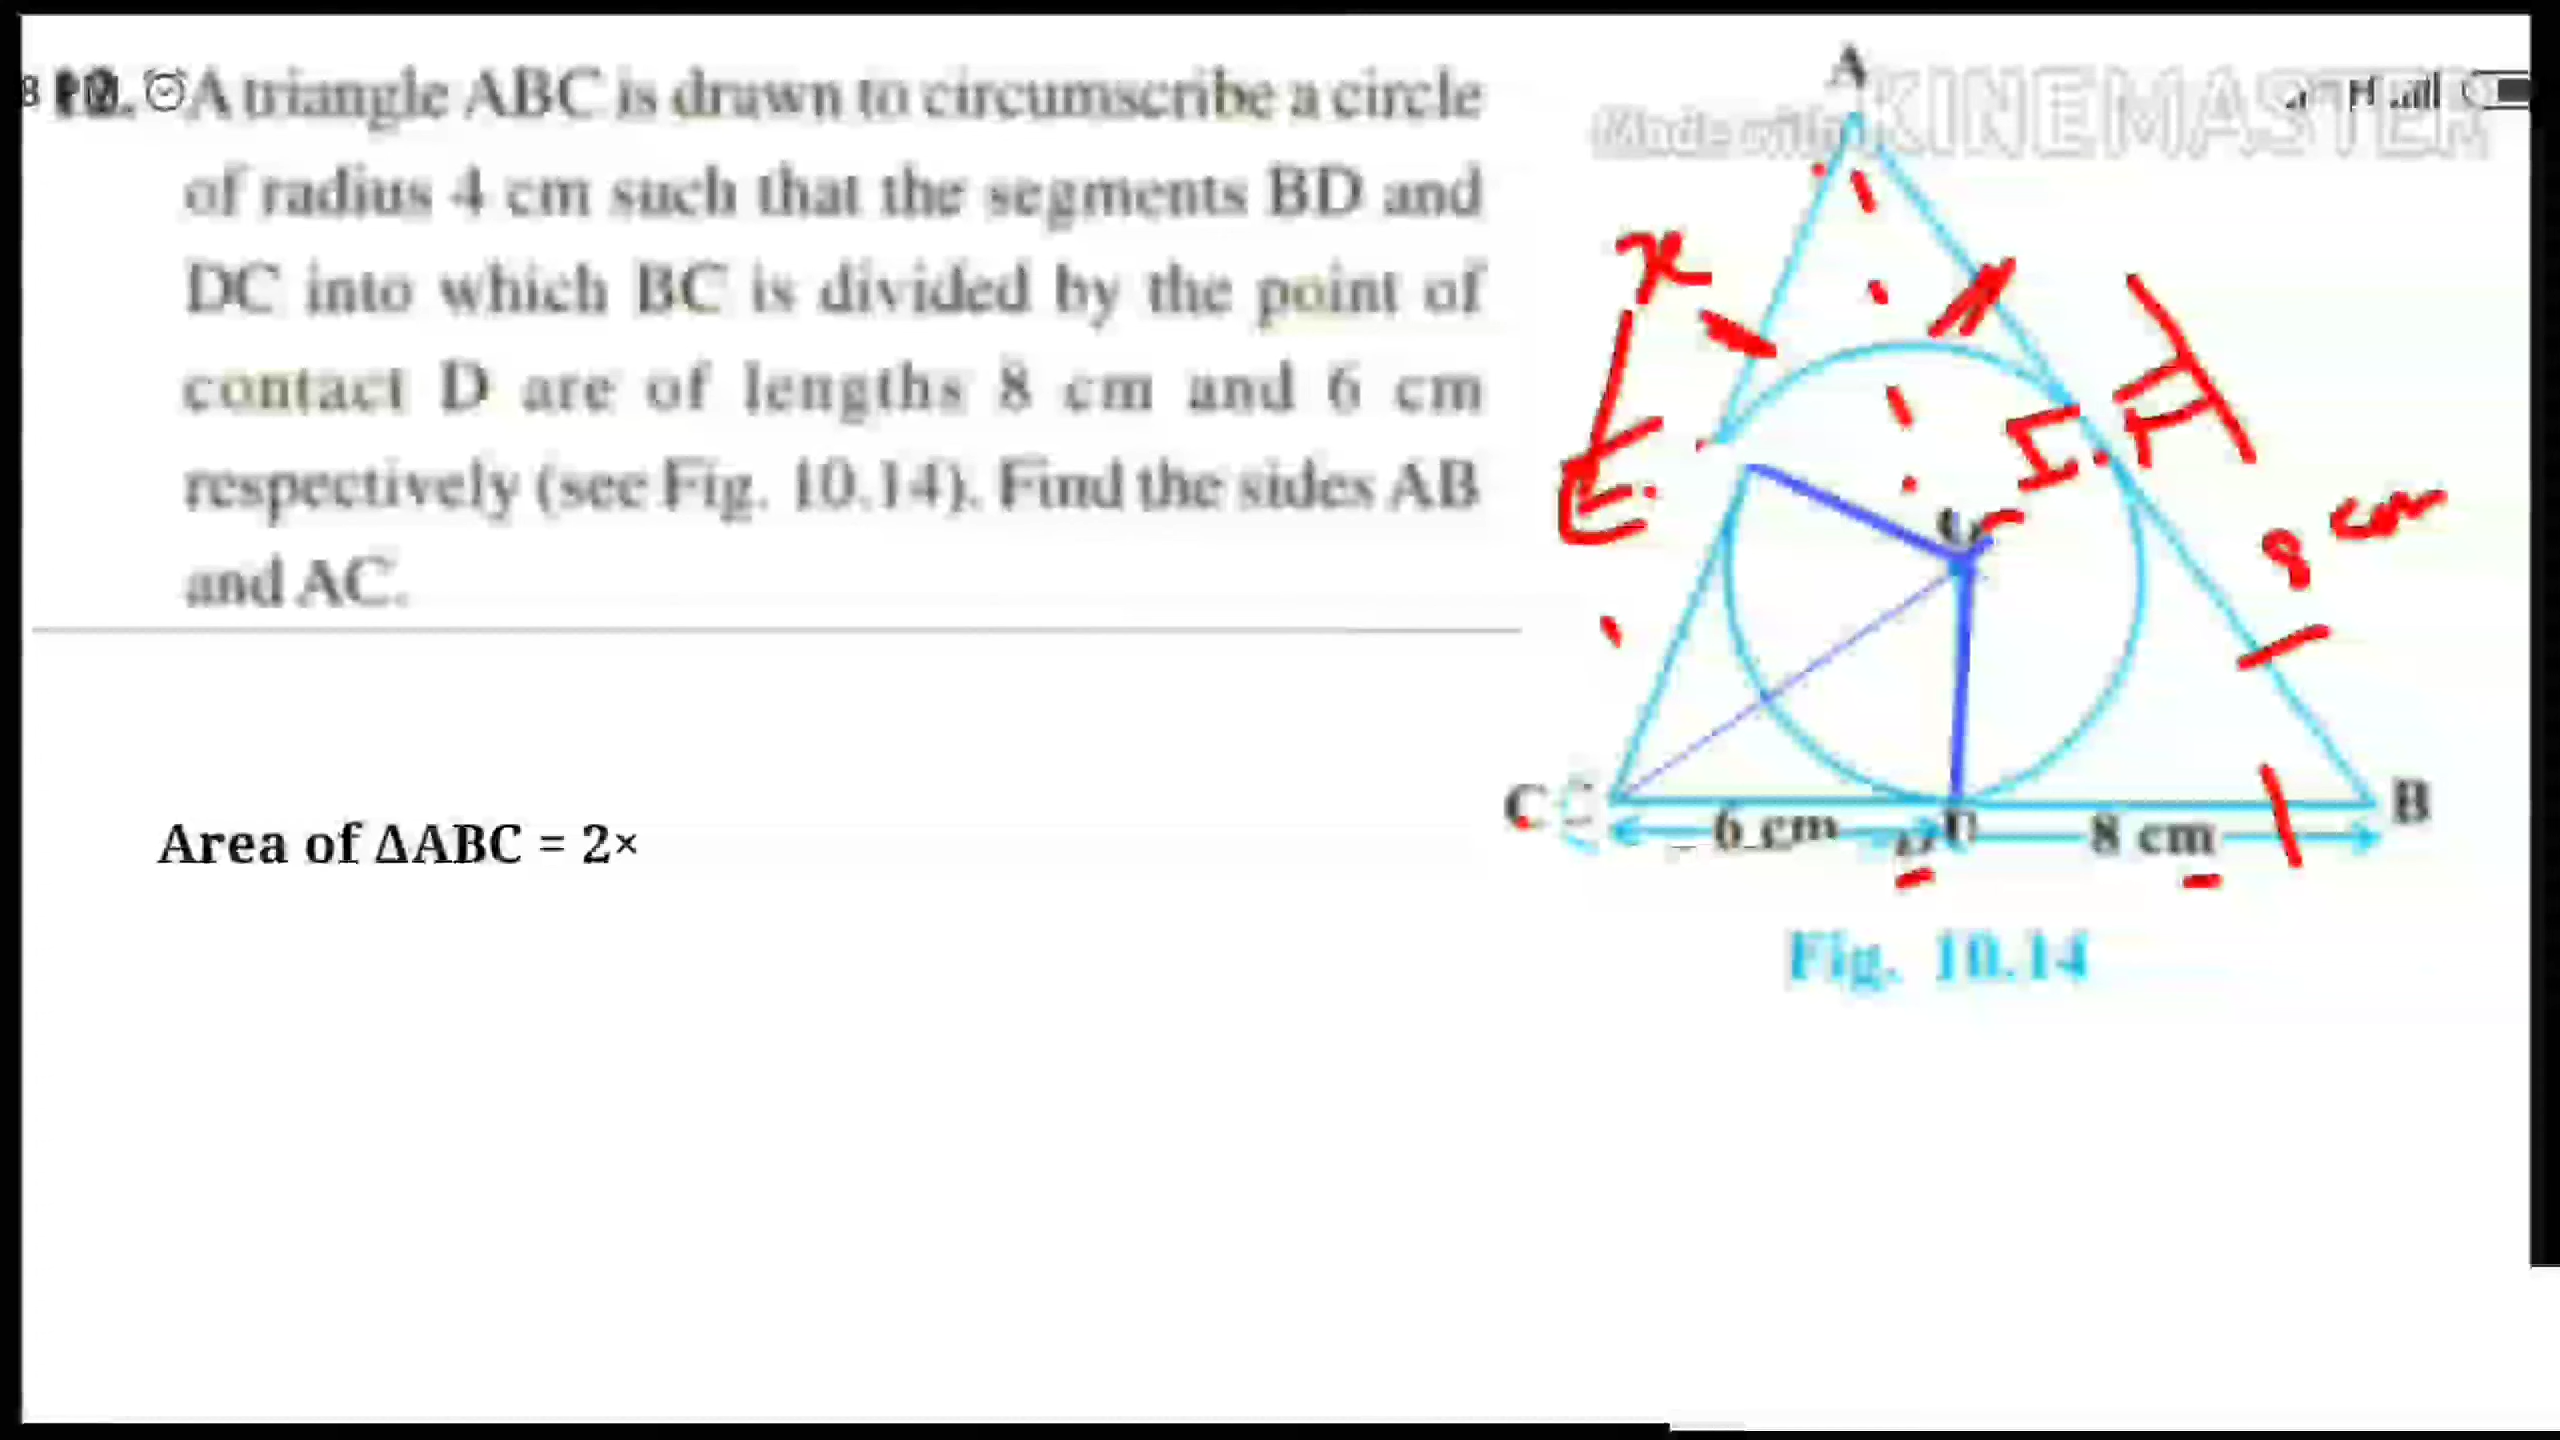 A triangle ABC is drawn to circumscribe a circle
of radius 4 cm such that the segments BD and
DC into which BC is divided by the point of
contact D are of lengths 8 cm and 6 cm
respectively (see Fig. 10.14). Find the sides AB
and AC.
Area of ΔABC = 2×
A
Made with KINEMASTER
x
E
F
8 cm
C
B
6 cm
D
8 cm
Fig. 10.14